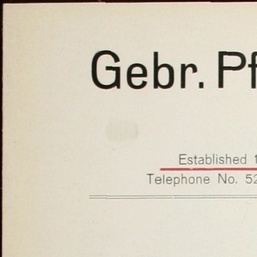 Gebr. Pf
Established 1
Telephone No. 52